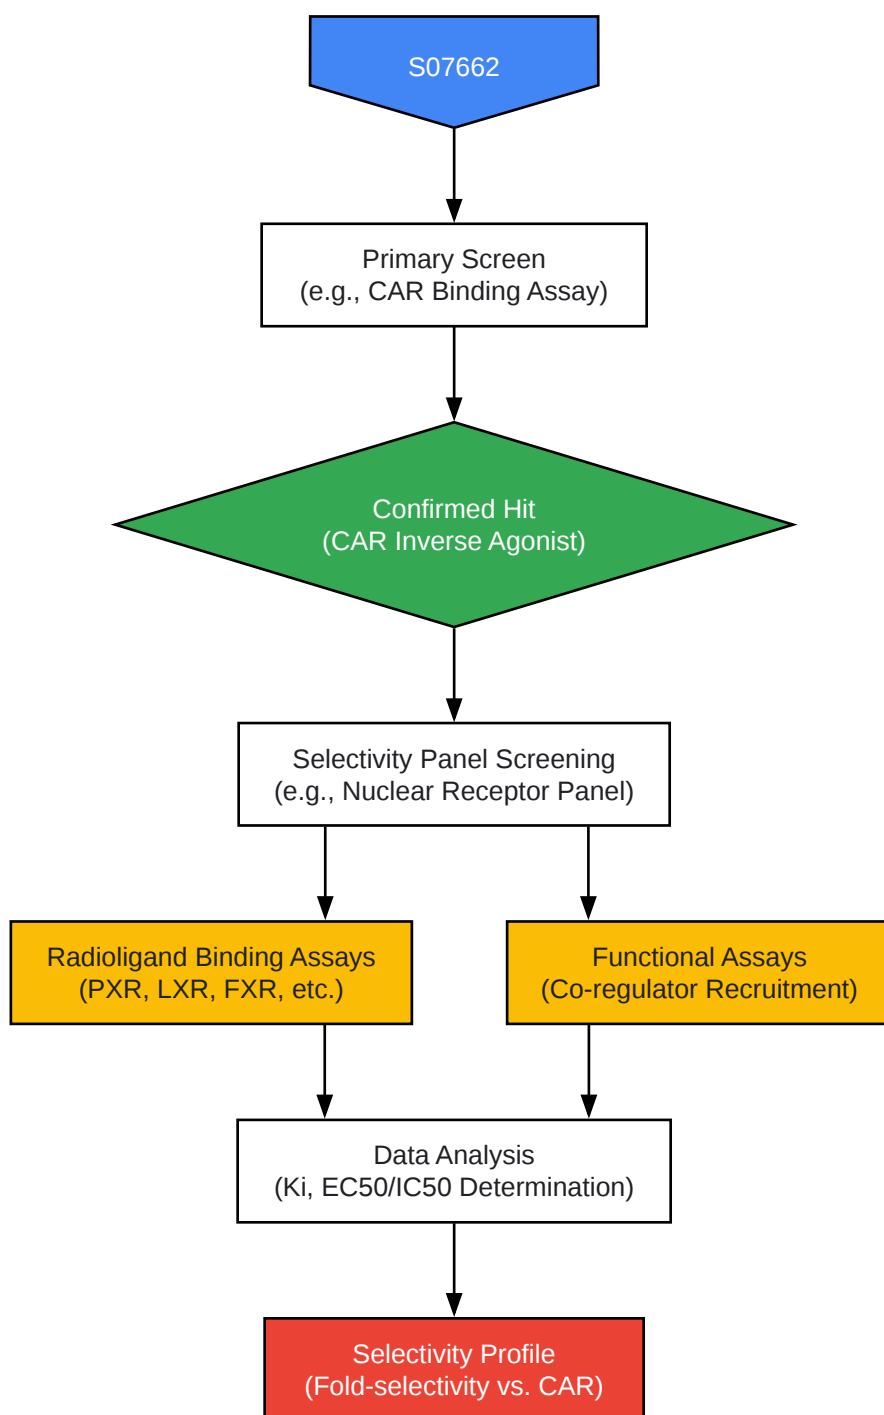 S07662
Primary Screen
(e.g., CAR Binding Assay)
Confirmed Hit
(CAR Inverse Agonist)
Selectivity Panel Screening
(e.g., Nuclear Receptor Panel)
Radioligand Binding Assays
(PXR, LXR, FXR, etc.)
Functional Assays
(Co-regulator Recruitment)
Data Analysis
(Ki, EC50/IC50 Determination)
Selectivity Profile
(Fold-selectivity vs. CAR)